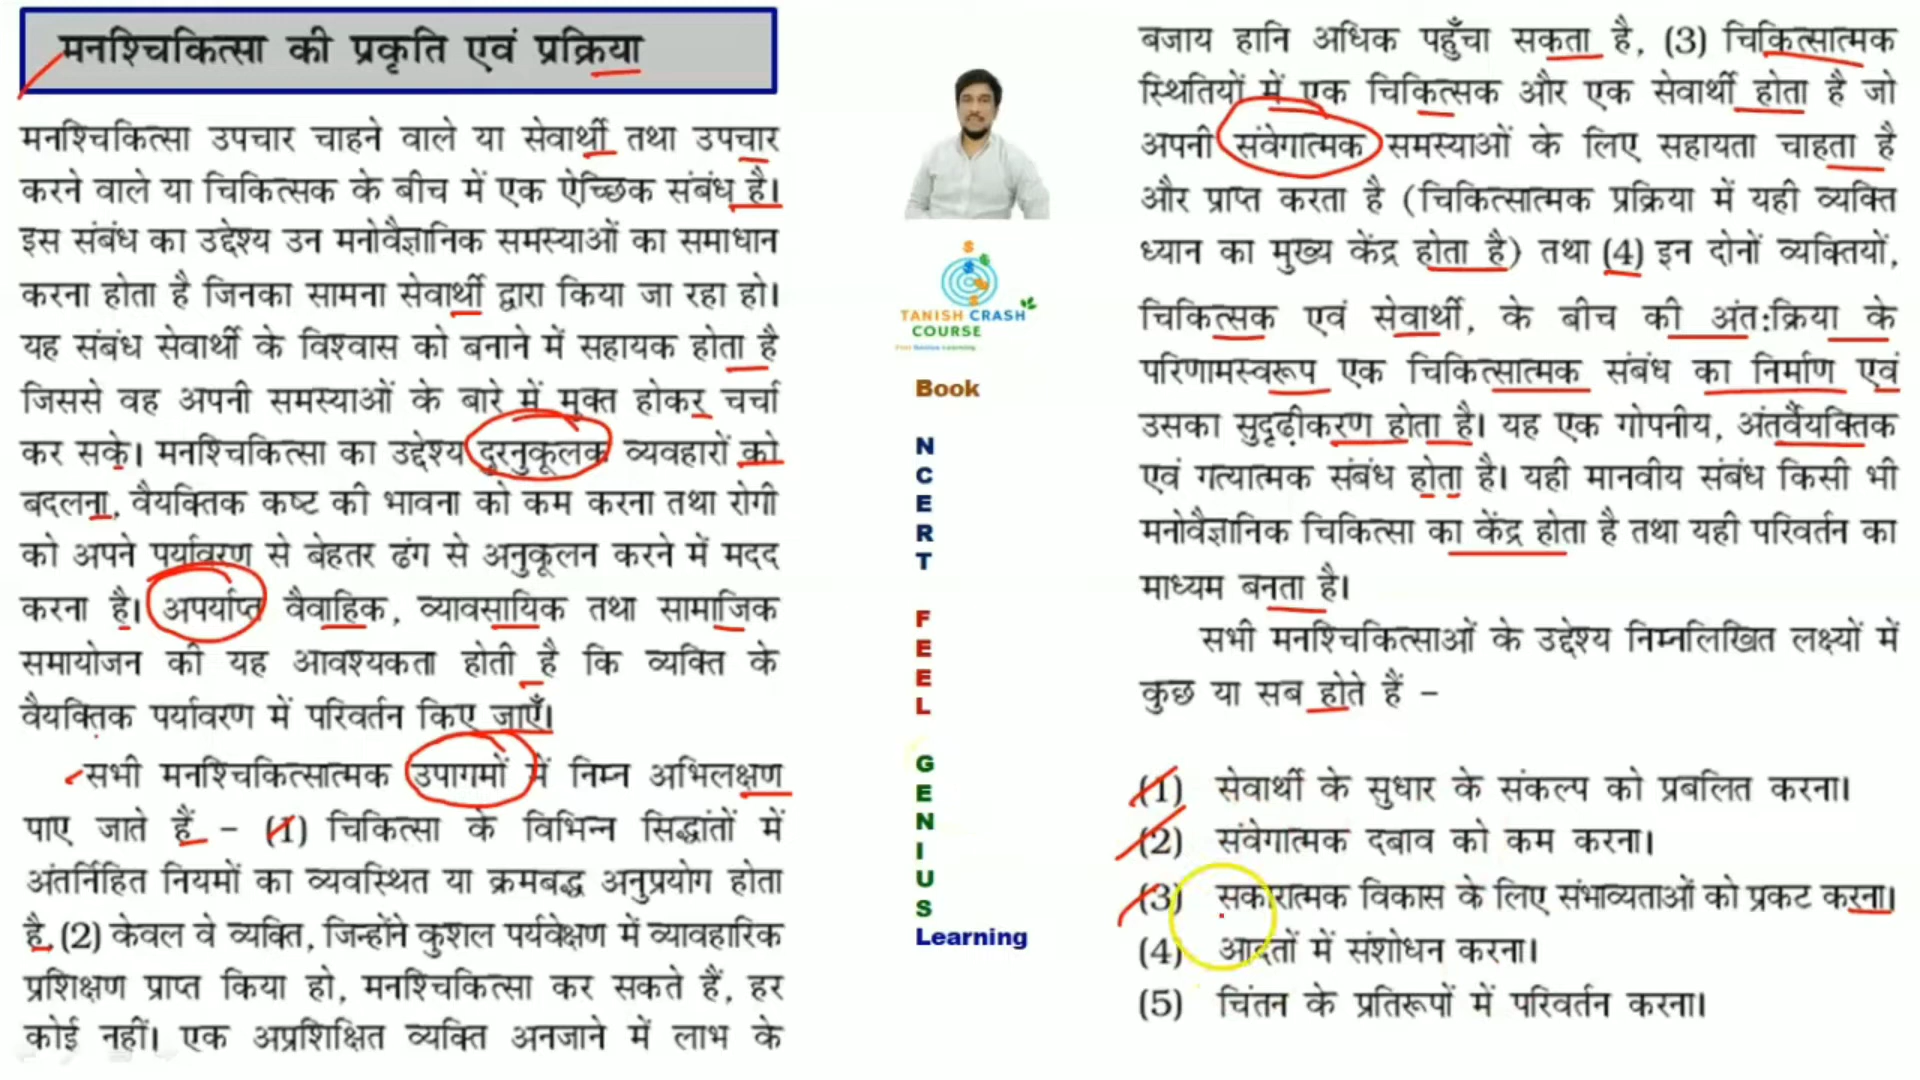 मनश्चिकित्सा की प्रकृति एवं प्रक्रिया
मनश्चिकित्सा उपचार चाहने वाले या सेवार्थी तथा उपचार
करने वाले या चिकित्सक के बीच में एक ऐच्छिक संबंध है।
इस संबंध का उद्देश्य उन मनोवैज्ञानिक समस्याओं का समाधान
करना होता है जिनका सामना सेवार्थी द्वारा किया जा रहा हो।
यह संबंध सेवार्थी के विश्वास को बनाने में सहायक होता है
जिससे वह अपनी समस्याओं के बारे में मुक्त होकर चर्चा
कर सके। मनश्चिकित्सा का उद्देश्य दुरनुकूलक व्यवहारों को
बदलना, वैयक्तिक कष्ट की भावना को कम करना तथा रोगी
को अपने पर्यावरण से बेहतर ढंग से अनुकूलन करने में मदद
करना है। अपर्याप्त वैवाहिक, व्यावसायिक तथा सामाजिक
समायोजन की यह आवश्यकता होती है कि व्यक्ति के
वैयक्तिक पर्यावरण में परिवर्तन किए जाएँ।
सभी मनश्चिकित्सात्मक उपागमों में निम्न अभिलक्षण
पाए जाते हैं – (1) चिकित्सा के विभिन्न सिद्धांतों में
अंतर्निहित नियमों का व्यवस्थित या क्रमबद्ध अनुप्रयोग होता
है, (2) केवल वे व्यक्ति, जिन्होंने कुशल पर्यवेक्षण में व्यावहारिक
प्रशिक्षण प्राप्त किया हो, मनश्चिकित्सा कर सकते हैं, हर
कोई नहीं। एक अप्रशिक्षित व्यक्ति अनजाने में लाभ के
TANISH CRASH
COURSE
Book
NCERT
FEEL
GENIUS
Learning
बजाय हानि अधिक पहुँचा सकता है, (3) चिकित्सात्मक
स्थितियों में एक चिकित्सक और एक सेवार्थी होता है जो
अपनी संवेगात्मक समस्याओं के लिए सहायता चाहता है
और प्राप्त करता है (चिकित्सात्मक प्रक्रिया में यही व्यक्ति
ध्यान का मुख्य केंद्र होता है) तथा (4) इन दोनों व्यक्तियों,
चिकित्सक एवं सेवार्थी, के बीच की अंत:क्रिया के
परिणामस्वरूप एक चिकित्सात्मक संबंध का निर्माण एवं
उसका सुदृढ़ीकरण होता है। यह एक गोपनीय, अंतर्वैयक्तिक
एवं गत्यात्मक संबंध होता है। यही मानवीय संबंध किसी भी
मनोवैज्ञानिक चिकित्सा का केंद्र होता है तथा यही परिवर्तन का
माध्यम बनता है।
सभी मनश्चिकित्साओं के उद्देश्य निम्नलिखित लक्ष्यों में
कुछ या सब होते हैं –
(1) सेवार्थी के सुधार के संकल्प को प्रबलित करना।
(2) संवेगात्मक दबाव को कम करना।
(3) सकारात्मक विकास के लिए संभाव्यताओं को प्रकट करना।
(4) आदतों में संशोधन करना।
(5) चिंतन के प्रतिरूपों में परिवर्तन करना।